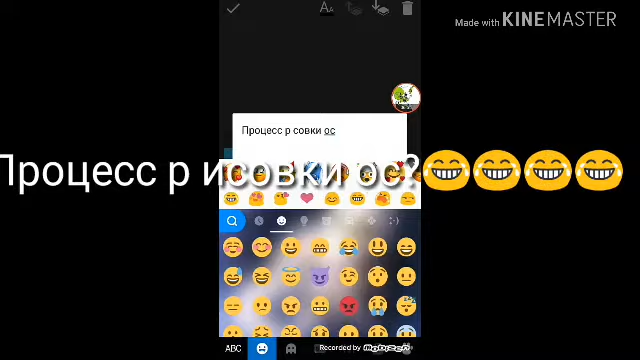 Made with KINEMASTER
Процесс р совки ос
Процесс р исовки ос?😂😂😂😂
ABC
Recorded by